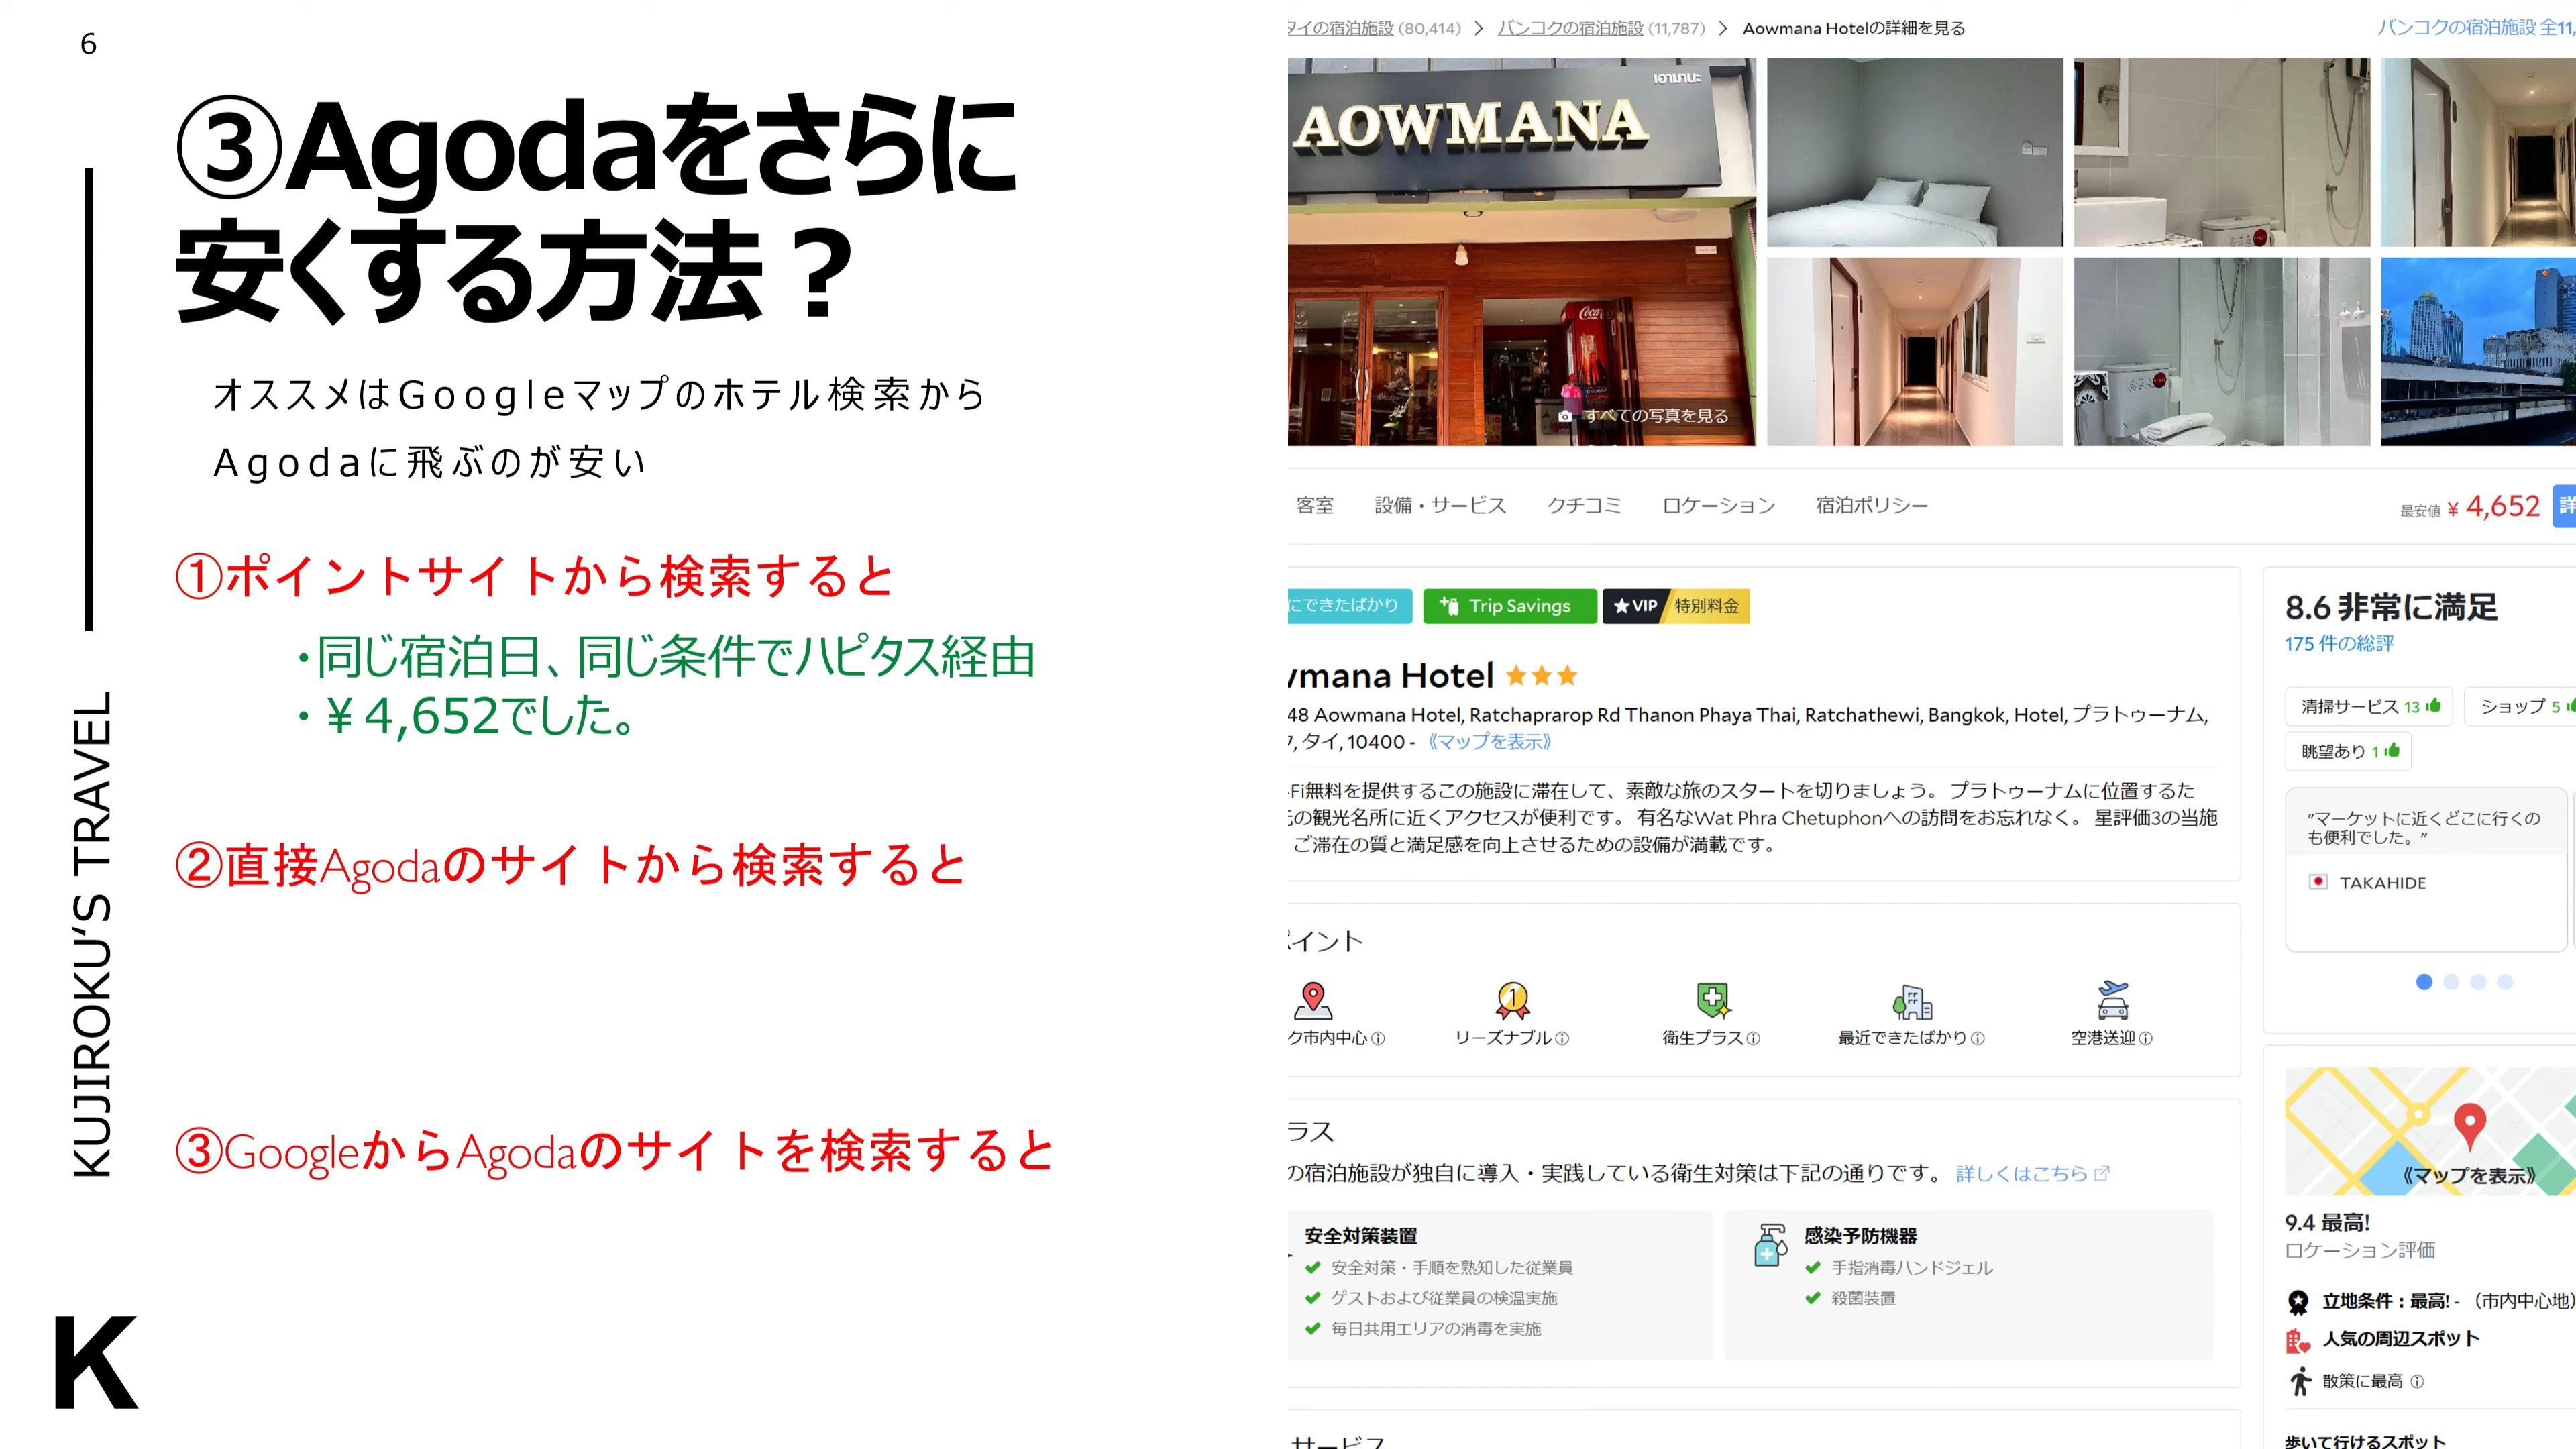 6
③Agodaをさらに
安くする方法？
オススメはGoogleマップのホテル検索から
Agodaに飛ぶのが安い
①ポイントサイトから検索すると
・同じ宿泊日、同じ条件でハピタス経由
・￥4,652でした。
②直接Agodaのサイトから検索すると
③GoogleからAgodaのサイトを検索すると
KUJIROKU'S TRAVEL
K
タイの宿泊施設 (80,414) > バンコクの宿泊施設 (11,787) > Aowmana Hotelの詳細を見る
バンコクの宿泊施設 全11,
เอามานะ
AOWMANA
Coca
すべての写真を見る
客室 設備・サービス クチコミ ロケーション 宿泊ポリシー
最安値 ¥ 4,652 詳
にできたばかり Trip Savings VIP 特別料金
wmana Hotel
48 Aowmana Hotel, Ratchaprarop Rd Thanon Phaya Thai, Ratchathewi, Bangkok, Hotel, プラトゥーナム,
タイ, 10400 - 《マップを表示》
-Fi無料を提供するこの施設に滞在して、素敵な旅のスタートを切りましょう。 プラトゥーナムに位置するた
の観光名所に近くアクセスが便利です。 有名なWat Phra Chetuphonへの訪問をお忘れなく。 星評価3の当施
ご滞在の質と満足感を向上させるための設備が満載です。
イント
ク市内中心 リーズナブル 衛生プラス 最近できたばかり 空港送迎
ラス
の宿泊施設が独自に導入・実践している衛生対策は下記の通りです。 詳しくはこちら
安全対策装置
安全対策・手順を熟知した従業員
ゲストおよび従業員の検温実施
毎日共用エリアの消毒を実施
感染予防機器
手指消毒ハンドジェル
殺菌装置
サービス
8.6 非常に満足
175 件の総評
清掃サービス 13 ショップ 5
眺望あり 1
"マーケットに近くどこに行くの
も便利でした。"
TAKAHIDE
《マップを表示》
9.4 最高!
ロケーション評価
立地条件：最高! - （市内中心地）
人気の周辺スポット
散策に最高
歩いて行けるスポット